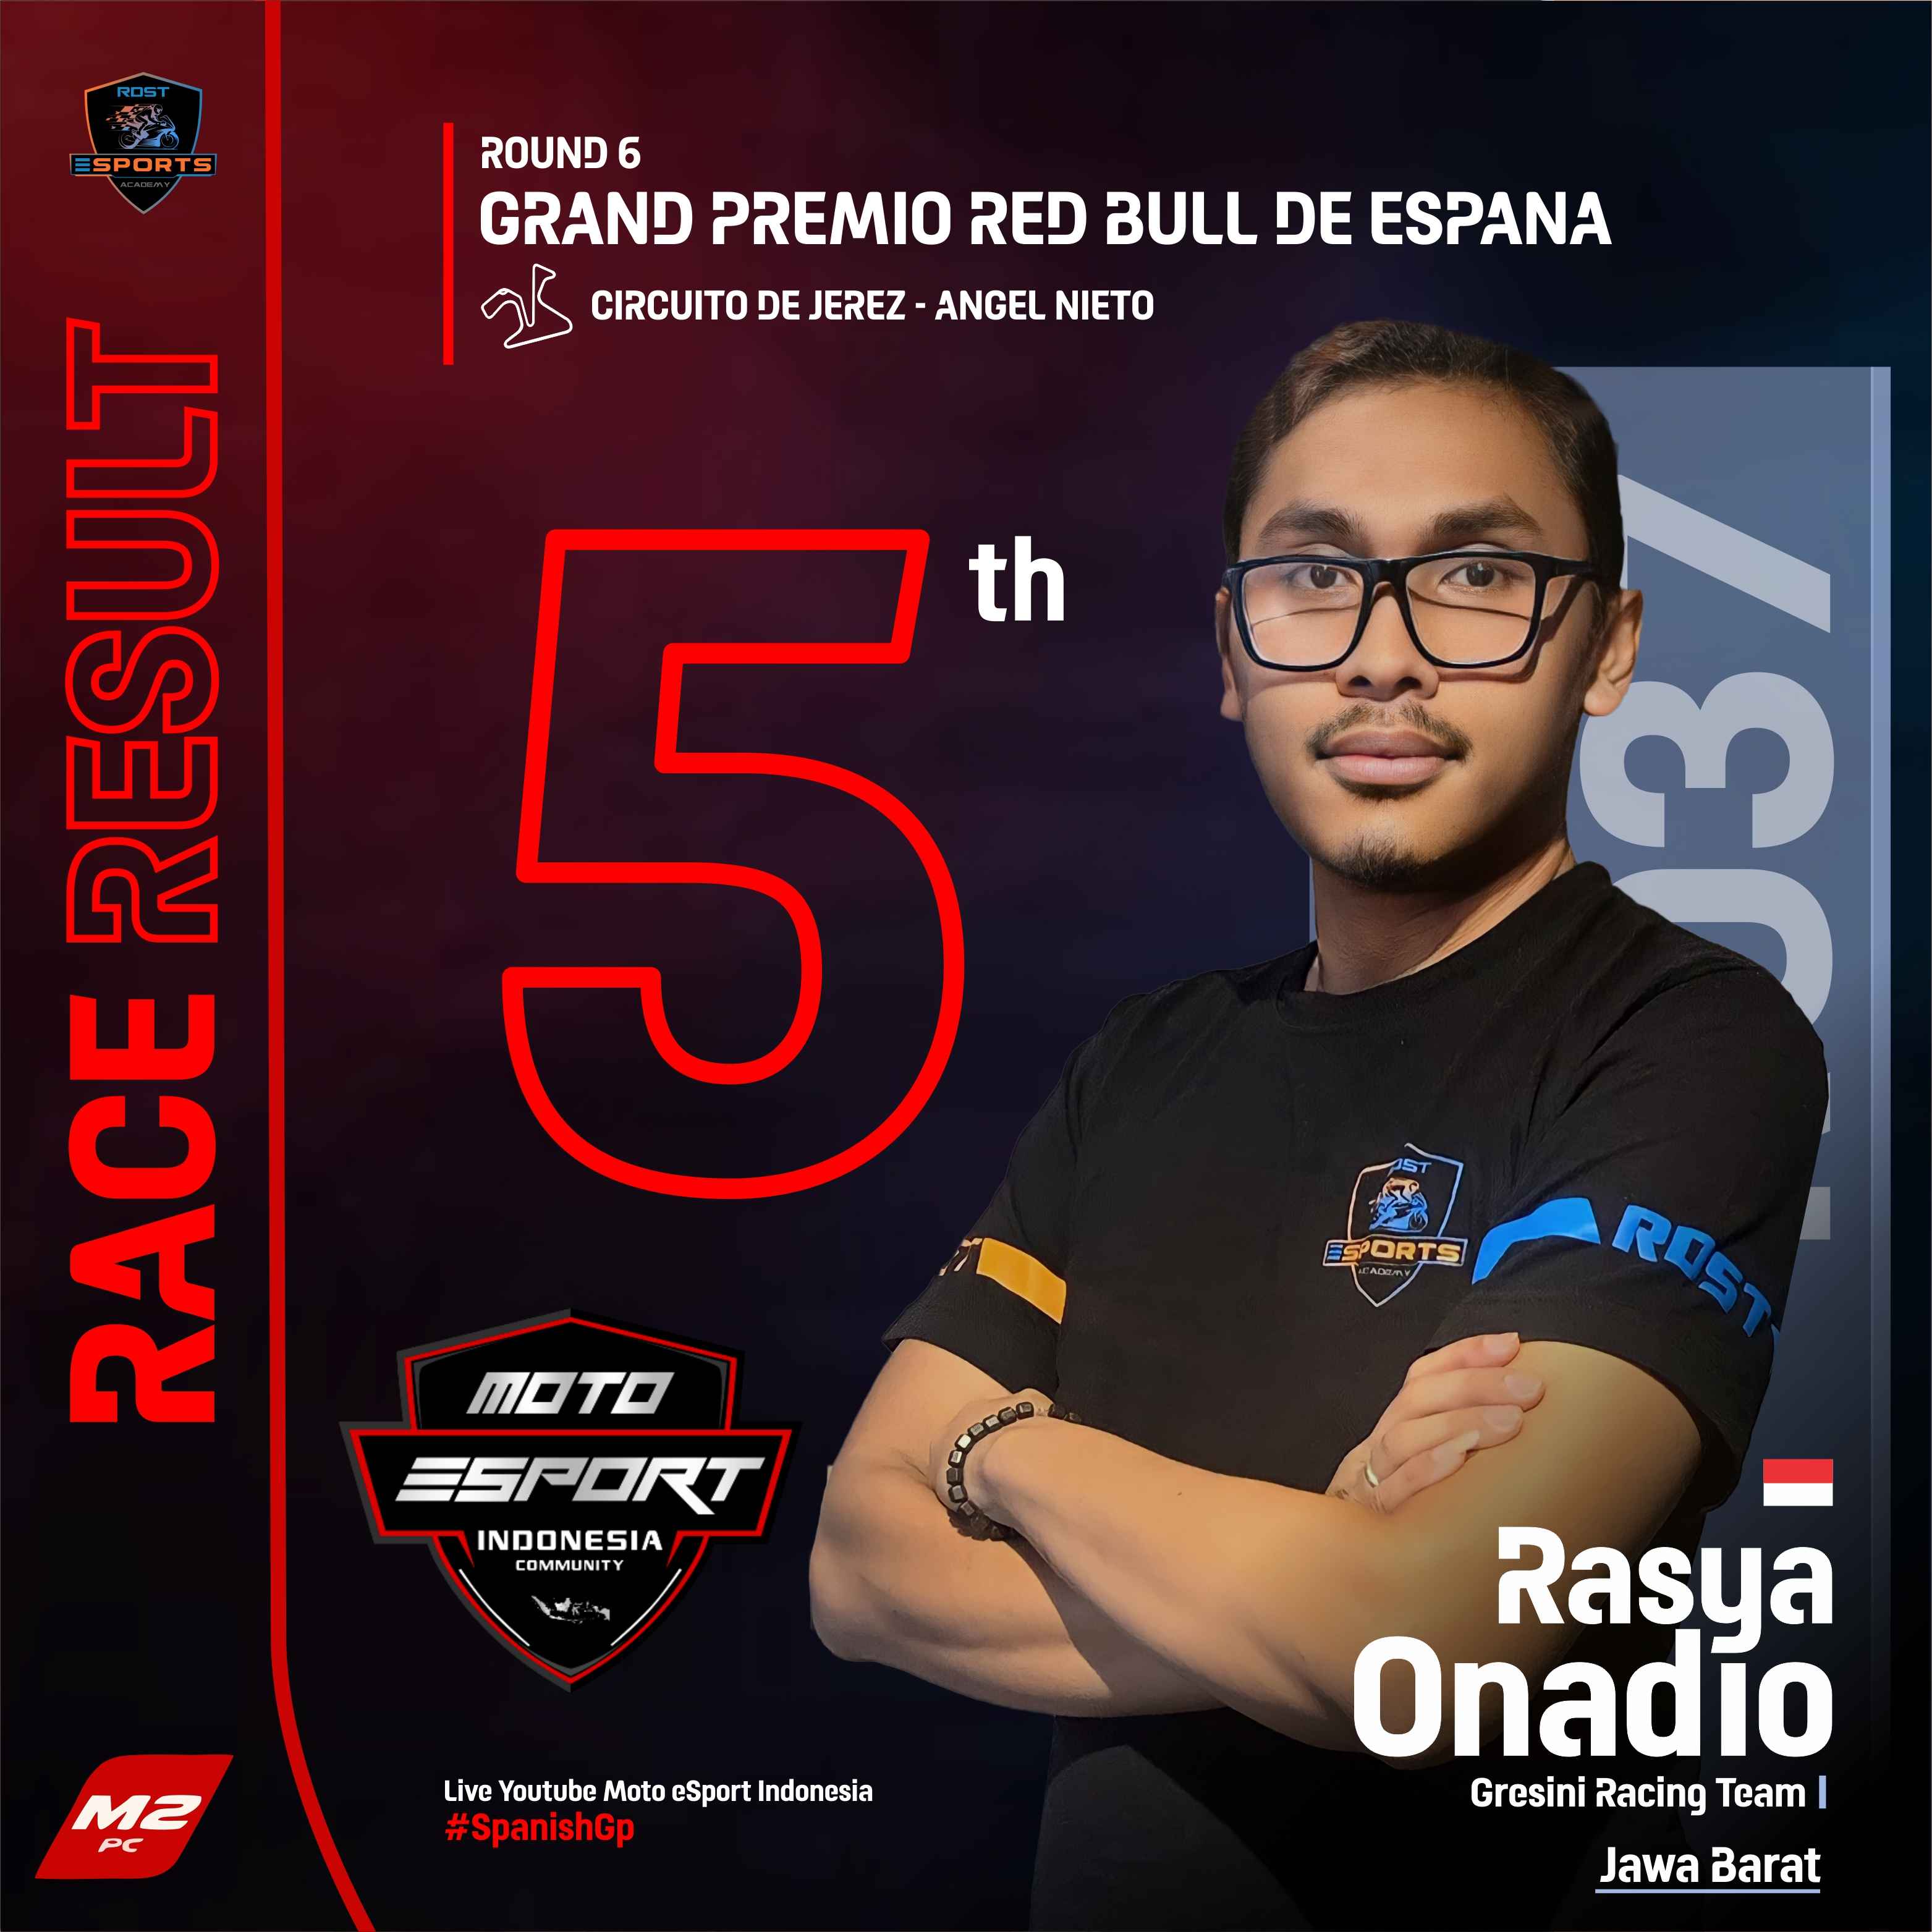 ROST
ESPORTS
ACADEMY
ROUND 6
GRAND PREMIO RED BULL DE ESPANA
CIRCUITO DE JEREZ - ANGEL NIETO
RACE RESULT
5th
ESPORTS
ACADEMY
ROST
MOTO
ESPORT
INDONESIA
COMMUNITY
Rasya
Onadio
Gresini Racing Team
Jawa Barat
Live Youtube Moto eSport Indonesia
#SpanishGp
M2
PC